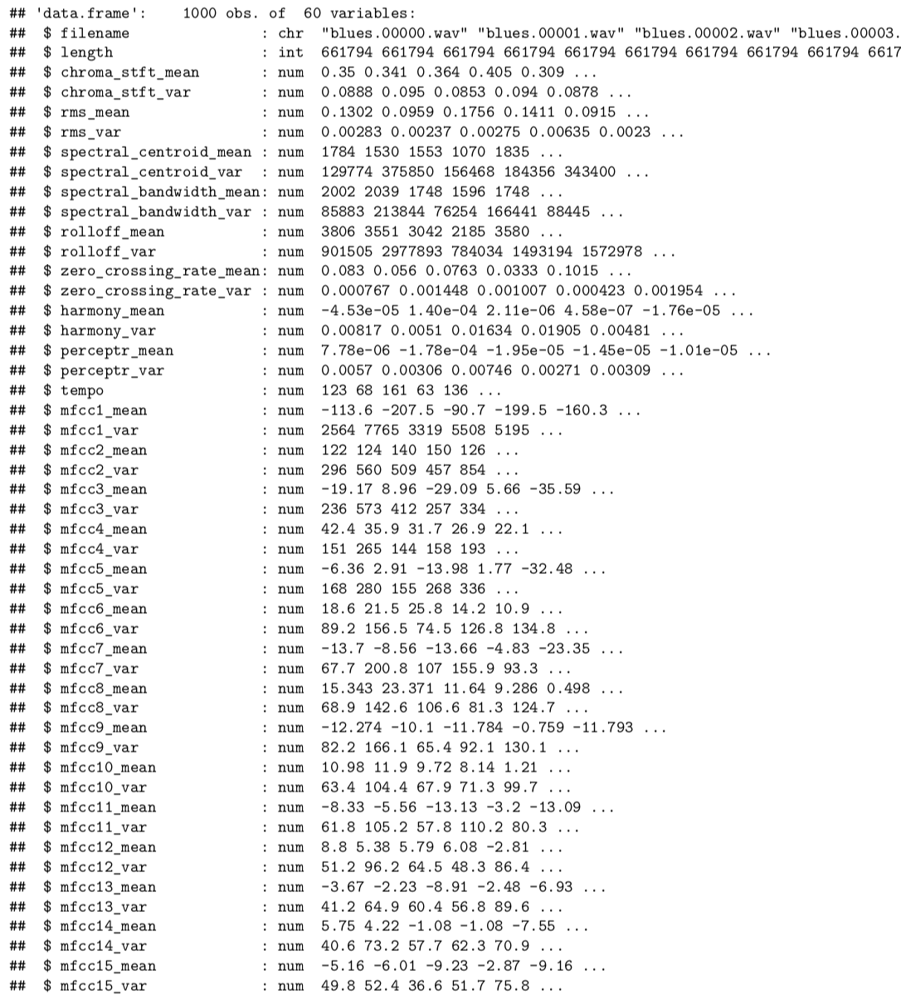 ## 'data.frame':    1000 obs. of  60 variables:
##  $ filename               : chr  "blues.00000.wav" "blues.00001.wav" "blues.00002.wav" "blues.00003.
##  $ length                 : int  661794 661794 661794 661794 661794 661794 661794 661794 661794 6617
##  $ chroma_stft_mean       : num  0.35 0.341 0.364 0.405 0.309 ...
##  $ chroma_stft_var        : num  0.0888 0.095 0.0853 0.094 0.0878 ...
##  $ rms_mean               : num  0.1302 0.0959 0.1756 0.1411 0.0915 ...
##  $ rms_var                : num  0.00283 0.00237 0.00275 0.00635 0.0023 ...
##  $ spectral_centroid_mean : num  1784 1530 1553 1070 1835 ...
##  $ spectral_centroid_var  : num  129774 375850 156468 184356 343400 ...
##  $ spectral_bandwidth_mean: num  2002 2039 1748 1596 1748 ...
##  $ spectral_bandwidth_var : num  85883 213844 76254 166441 88445 ...
##  $ rolloff_mean           : num  3806 3551 3042 2185 3580 ...
##  $ rolloff_var            : num  901505 2977893 784034 1493194 1572978 ...
##  $ zero_crossing_rate_mean: num  0.083 0.056 0.0763 0.0333 0.1015 ...
##  $ zero_crossing_rate_var : num  0.000767 0.001448 0.001007 0.000423 0.001954 ...
##  $ harmony_mean           : num  -4.53e-05 1.40e-04 2.11e-06 4.58e-07 -1.76e-05 ...
##  $ harmony_var            : num  0.00817 0.0051 0.01634 0.01905 0.00481 ...
##  $ perceptr_mean          : num  7.78e-06 -1.78e-04 -1.95e-05 -1.45e-05 -1.01e-05 ...
##  $ perceptr_var           : num  0.0057 0.00306 0.00746 0.00271 0.00309 ...
##  $ tempo                  : num  123 68 161 63 136 ...
##  $ mfcc1_mean             : num  -113.6 -207.5 -90.7 -199.5 -160.3 ...
##  $ mfcc1_var              : num  2564 7765 3319 5508 5195 ...
##  $ mfcc2_mean             : num  122 124 140 150 126 ...
##  $ mfcc2_var              : num  296 560 509 457 854 ...
##  $ mfcc3_mean             : num  -19.17 8.96 -29.09 5.66 -35.59 ...
##  $ mfcc3_var              : num  236 573 412 257 334 ...
##  $ mfcc4_mean             : num  42.4 35.9 31.7 26.9 22.1 ...
##  $ mfcc4_var              : num  151 265 144 158 193 ...
##  $ mfcc5_mean             : num  -6.36 2.91 -13.98 1.77 -32.48 ...
##  $ mfcc5_var              : num  168 280 155 268 336 ...
##  $ mfcc6_mean             : num  18.6 21.5 25.8 14.2 10.9 ...
##  $ mfcc6_var              : num  89.2 156.5 74.5 126.8 134.8 ...
##  $ mfcc7_mean             : num  -13.7 -8.56 -13.66 -4.83 -23.35 ...
##  $ mfcc7_var              : num  67.7 200.8 107 155.9 93.3 ...
##  $ mfcc8_mean             : num  15.343 23.371 11.64 9.286 0.498 ...
##  $ mfcc8_var              : num  68.9 142.6 106.6 81.3 124.7 ...
##  $ mfcc9_mean             : num  -12.274 -10.1 -11.784 -0.759 -11.793 ...
##  $ mfcc9_var              : num  82.2 166.1 65.4 92.1 130.1 ...
##  $ mfcc10_mean            : num  10.98 11.9 9.72 8.14 1.21 ...
##  $ mfcc10_var             : num  63.4 104.4 67.9 71.3 99.7 ...
##  $ mfcc11_mean            : num  -8.33 -5.56 -13.13 -3.2 -13.09 ...
##  $ mfcc11_var             : num  61.8 105.2 57.8 110.2 80.3 ...
##  $ mfcc12_mean            : num  8.8 5.38 5.79 6.08 -2.81 ...
##  $ mfcc12_var             : num  51.2 96.2 64.5 48.3 86.4 ...
##  $ mfcc13_mean            : num  -3.67 -2.23 -8.91 -2.48 -6.93 ...
##  $ mfcc13_var             : num  41.2 64.9 60.4 56.8 89.6 ...
##  $ mfcc14_mean            : num  5.75 4.22 -1.08 -1.08 -7.55 ...
##  $ mfcc14_var             : num  40.6 73.2 57.7 62.3 70.9 ...
##  $ mfcc15_mean            : num  -5.16 -6.01 -9.23 -2.87 -9.16 ...
##  $ mfcc15_var             : num  49.8 52.4 36.6 51.7 75.8 ...